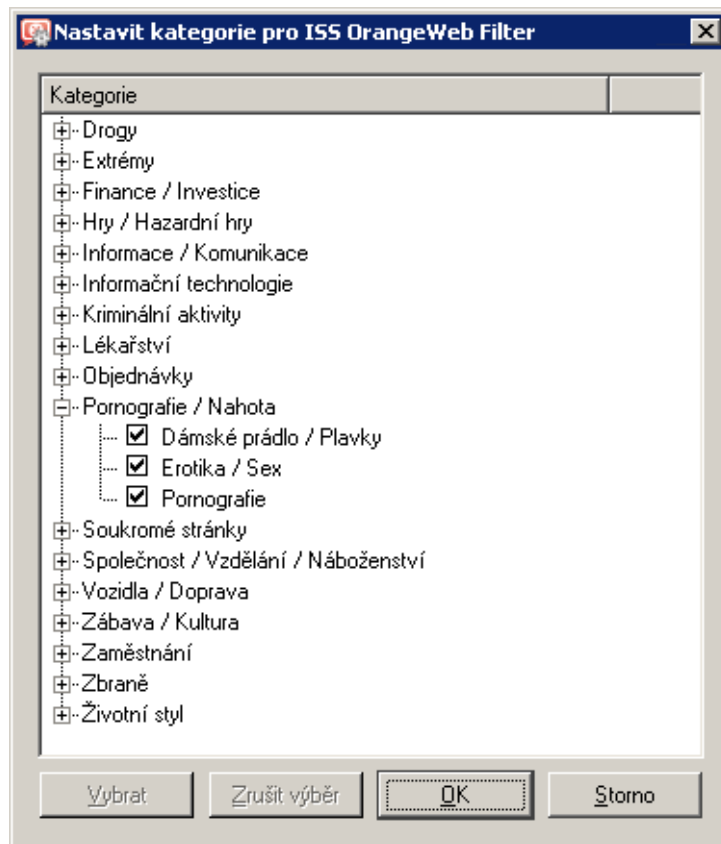 Nastavit kategorie pro ISS OrangeWeb Filter
Kategorie
Drogy
Extrémy
Finance / Investice
Hry / Hazardní hry
Informace / Komunikace
Informační technologie
Kriminální aktivity
Lékařství
Objednávky
Pornografie / Nahota
Dámské prádlo / Plavky
Erotika / Sex
Pornografie
Soukromé stránky
Společnost / Vzdělání / Náboženství
Vozidla / Doprava
Zábava / Kultura
Zaměstnání
Zbraně
Životní styl
Vybrat Zrušit výběr OK Storno